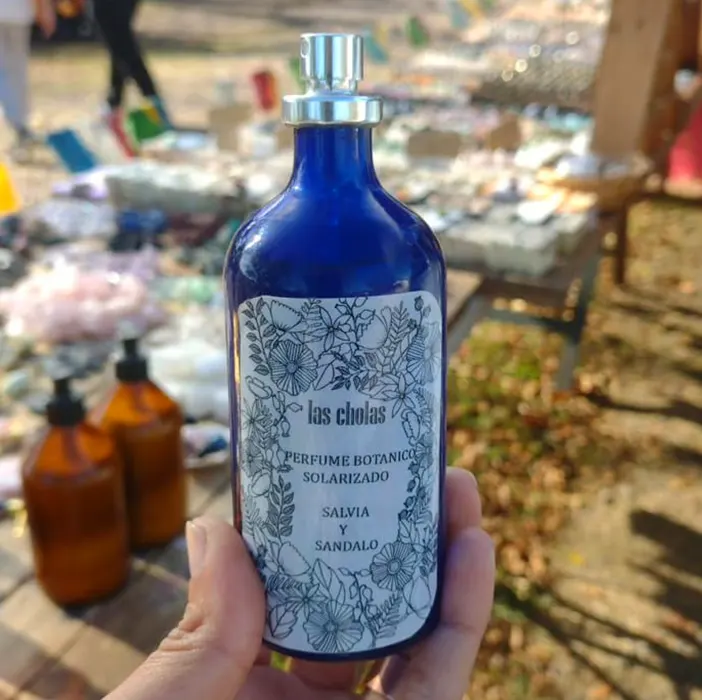 las cholas
PERFUME BOTANICO
SOLARIZADO
SALVIA
Y
SANDALO